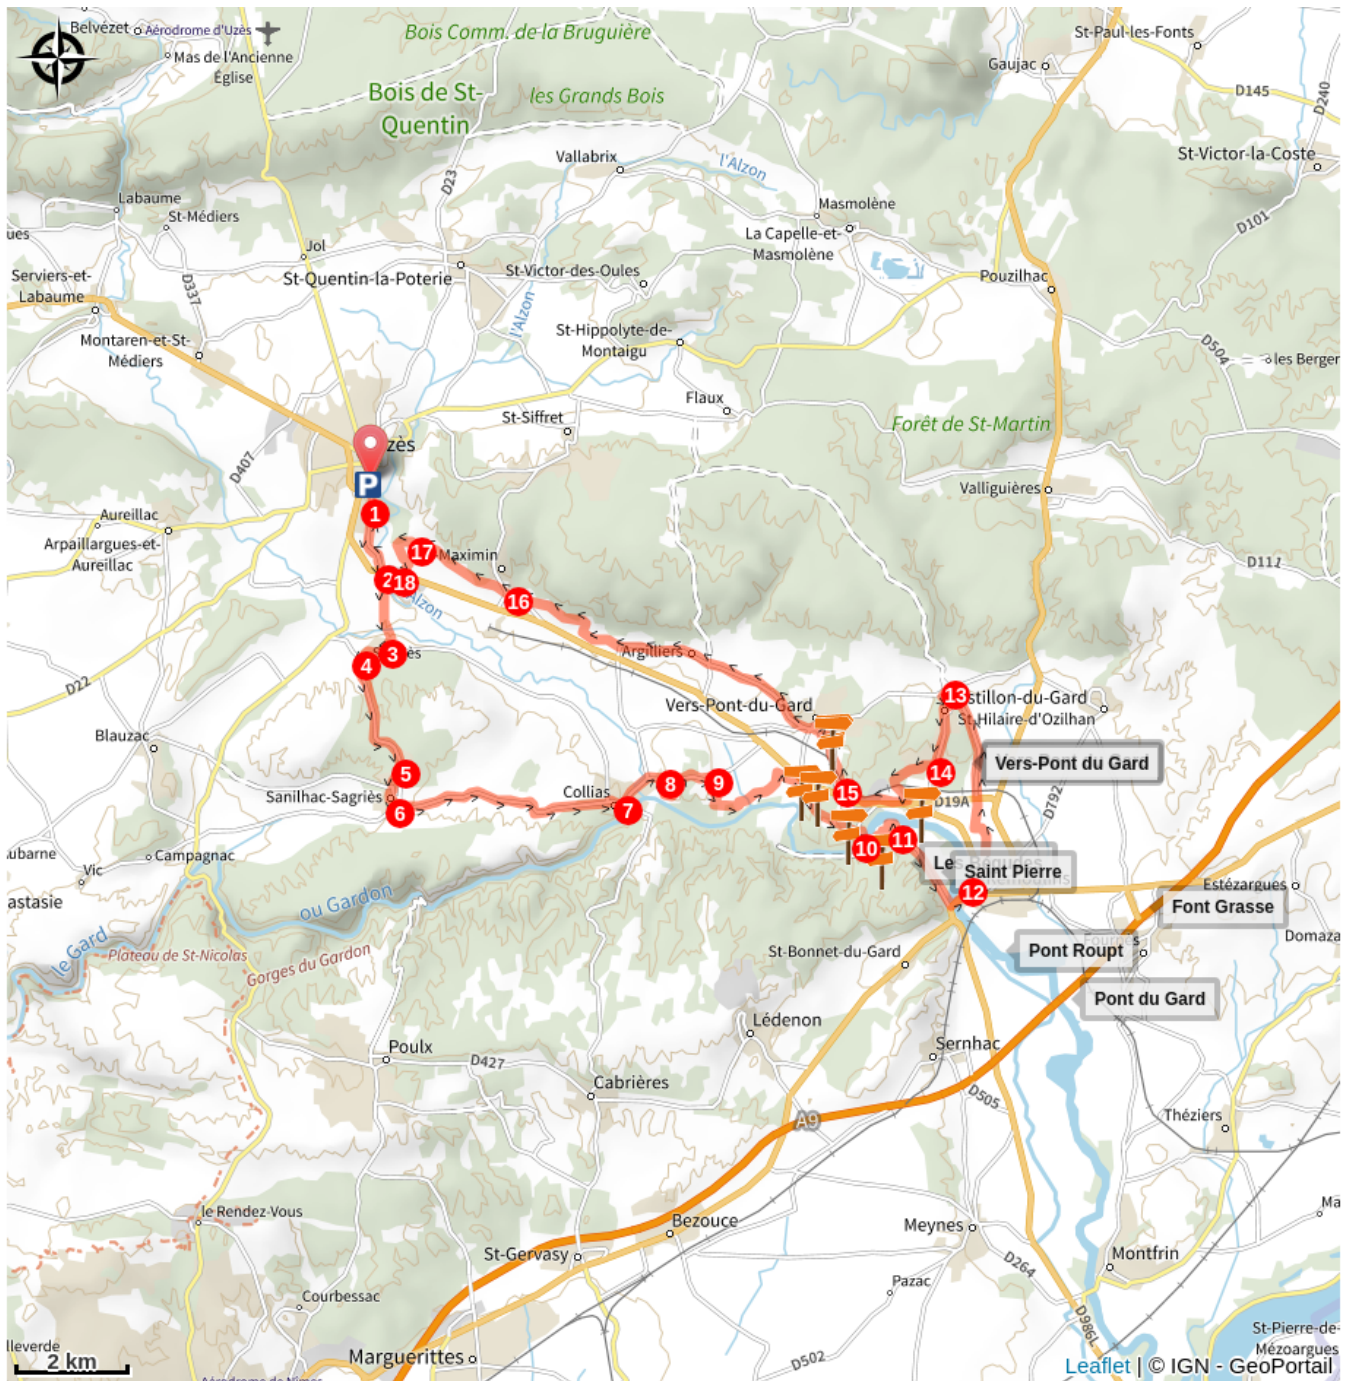 Belvézet
Aérodrome d'Uzès
Mas de l'Ancienne
Église
Bois Comm. de la Bruguière
Bois de St-
Quentin
les Grands Bois
St-Paul-les-Fonts
Gaujac
D145
D240
St-Victor-la-Coste
D101
Vallabrix
l'Alzon
D23
Labaume
St-Médiers
ues
Jol
Masmolène
La Capelle-et-
Masmolène
Serviers-et-
Labaume
D337
St-Quentin-la-Poterie
St-Victor-des-Oules
Pouzilhac
l'Alzon
St-Hippolyte-de-
Montaigu
Montaren-et-St-
Médiers
D504
les Berger
Flaux
St-Siffret
Forêt de St-Martin
zès
P
D407
Valliguières
1
Aureillac
Arpaillargues-et-
Aureillac
17
Maximin
D111
2
18
Alzon
16
3
ès
4
Argilliers
D22
13
stillon-du-Gard
St-Hilaire-d'Ozilhan
Vers-Pont-du-Gard
Blauzac
Vers-Pont du Gard
5
14
Sanilhac-Sagriès
Collias
8
9
15
D19A
D792
6
7
10
11
ubarne
Campagnac
Vic
Saint Pierre
12
Estézargues
astasie
ou Gardon
Font Grasse
le Gard
Plateau de St-Nicolas
Gorges du Gardon
St-Bonnet-du-Gard
Pont Roupt
Domaza
Pont du Gard
Lédenon
Poulx
D427
Sernhac
Cabrières
D505
A9
Théziers
le Rendez-Vous
Bezouce
Meynes
Ma
St-Gervasy
D264
Montfrin
Courbessac
Pazac
D986L
lleverde
Marguerittes
D502
St-Pierre-de-
Mézoargues
2 km
Aérodrome de Nîmes
Leaflet | © IGN - GeoPortail